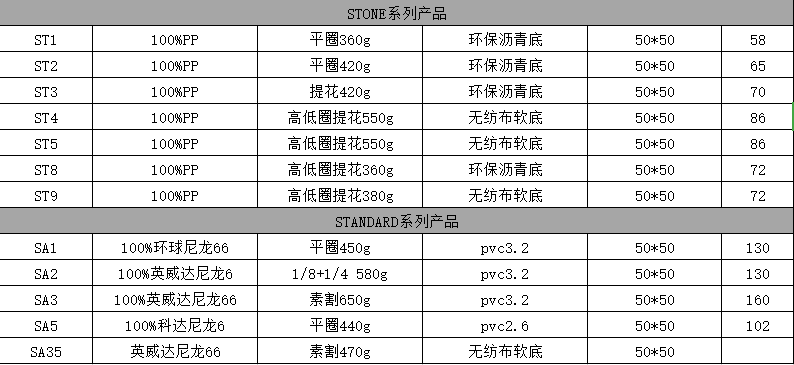 STONE系列产品
ST1 100%PP 平圈360g 环保沥青底 50*50 58
ST2 100%PP 平圈420g 环保沥青底 50*50 65
ST3 100%PP 提花420g 环保沥青底 50*50 70
ST4 100%PP 高低圈提花550g 无纺布软底 50*50 86
ST5 100%PP 高低圈提花550g 无纺布软底 50*50 86
ST8 100%PP 高低圈提花360g 环保沥青底 50*50 72
ST9 100%PP 高低圈提花380g 无纺布软底 50*50 72
STANDARD系列产品
SA1 100%环球尼龙66 平圈450g pvc3.2 50*50 130
SA2 100%英威达尼龙6 1/8+1/4 580g pvc3.2 50*50 130
SA3 100%英威达尼龙66 素割650g pvc3.2 50*50 160
SA5 100%科达尼龙6 平圈440g pvc2.6 50*50 102
SA35 英威达尼龙66 素割470g 无纺布软底 50*50